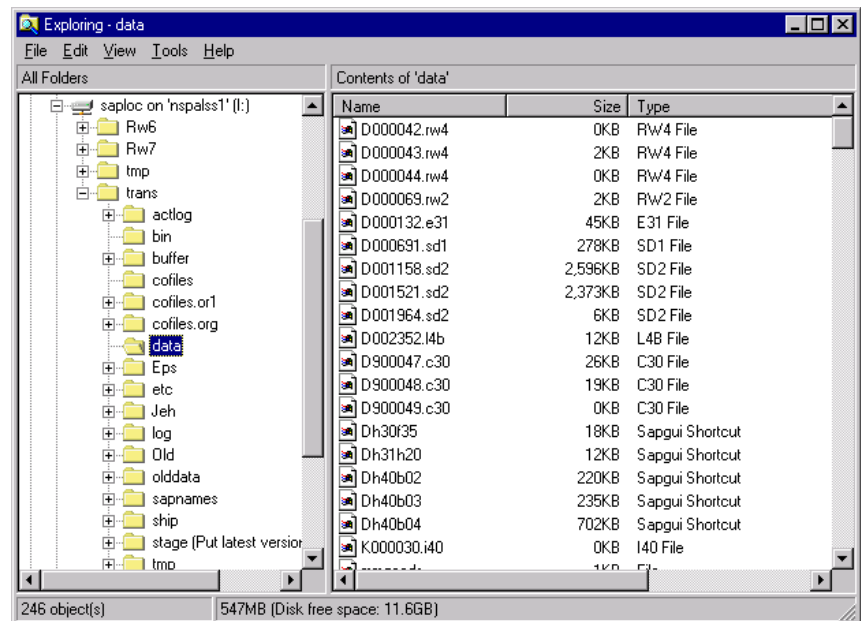 Exploring - data
File Edit View Tools Help
All Folders
Contents of 'data'
saploc on 'nspalss1' (I:)
Rw6
Rw7
tmp
trans
actlog
bin
buffer
cofiles
cofiles.or1
cofiles.org
data
Eps
etc
Jeh
log
Old
olddata
sapnames
ship
stage (Put latest version
tmp
Name Size Type
D000042.rw4 0KB RW4 File
D000043.rw4 2KB RW4 File
D000044.rw4 0KB RW4 File
D000069.rw2 2KB RW2 File
D000132.e31 45KB E31 File
D000691.sd1 278KB SD1 File
D001158.sd2 2,596KB SD2 File
D001521.sd2 2,373KB SD2 File
D001964.sd2 6KB SD2 File
D002352.l4b 12KB L4B File
D900047.c30 26KB C30 File
D900048.c30 19KB C30 File
D900049.c30 0KB C30 File
Dh30f35 18KB Sapgui Shortcut
Dh31h20 12KB Sapgui Shortcut
Dh40b02 220KB Sapgui Shortcut
Dh40b03 235KB Sapgui Shortcut
Dh40b04 702KB Sapgui Shortcut
K000030.i40 0KB I40 File
1KB File
246 object(s)
547MB (Disk free space: 11.6GB)